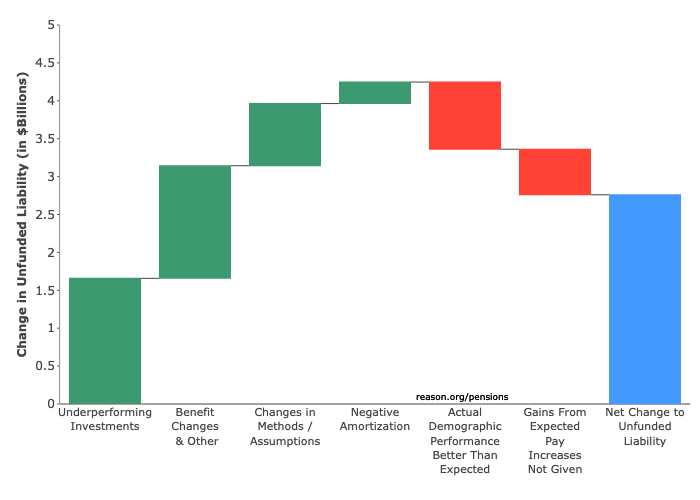 Change in Unfunded Liability (in $Billions)
5
4.5
4
3.5
3
2.5
2
1.5
1
0.5
0
reason.org/pensions
Underperforming
Investments
Benefit
Changes
& Other
Changes in
Methods /
Assumptions
Negative
Amortization
Actual
Demographic
Performance
Better Than
Expected
Gains From
Expected
Pay
Increases
Not Given
Net Change to
Unfunded
Liability